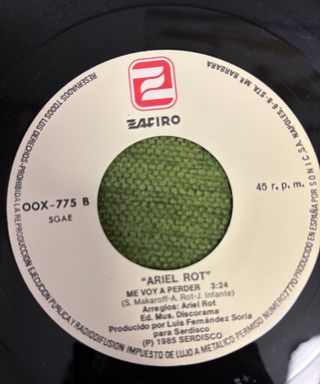 ZAFIRO
OOX-775 B
SGAE
45 r.p.m.
"ARIEL ROT"
ME VOY A PERDER 3:24
(S. Makaroff-A. Rot-J. Infante)
Arreglos: Ariel Rot
Ed. Mus. Discorama
Producido por Luis Fernández Soria
para Serdisco
(P) 1985 SERDISCO
RESERVADOS TODOS LOS DERECHOS-PROHIBIDA LA REPRODUCCION EJECUCION PUBLICA Y RADIODIFUSION IMPUESTO DE LUJO A METALICO-PERMISO NUMERO 7770 PRODUCIDO EN ESPAÑA POR SONIC S.A. NAPOLES, 6-8-STA. Mª BARBARA